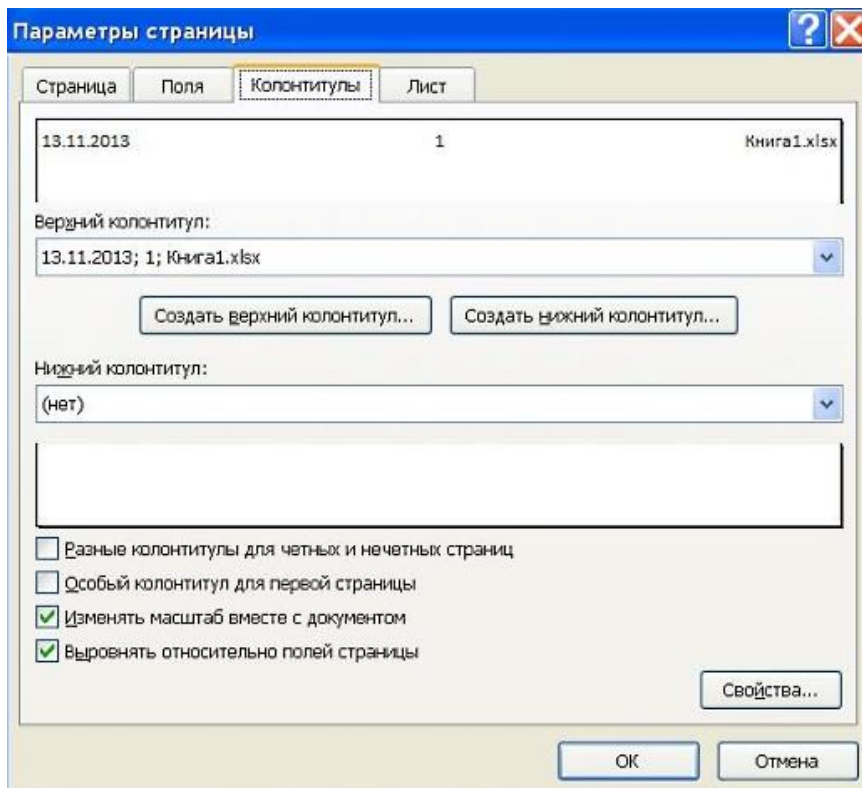 Параметры страницы
Страница Поля Колонтитулы Лист
13.11.2013 1 Книга1.xlsx
Верхний колонтитул:
13.11.2013; 1; Книга1.xlsx
Создать верхний колонтитул... Создать нижний колонтитул...
Нижний колонтитул:
(нет)
Разные колонтитулы для четных и нечетных страниц
Особый колонтитул для первой страницы
Изменять масштаб вместе с документом
Выровнять относительно полей страницы
Свойства...
ОК Отмена